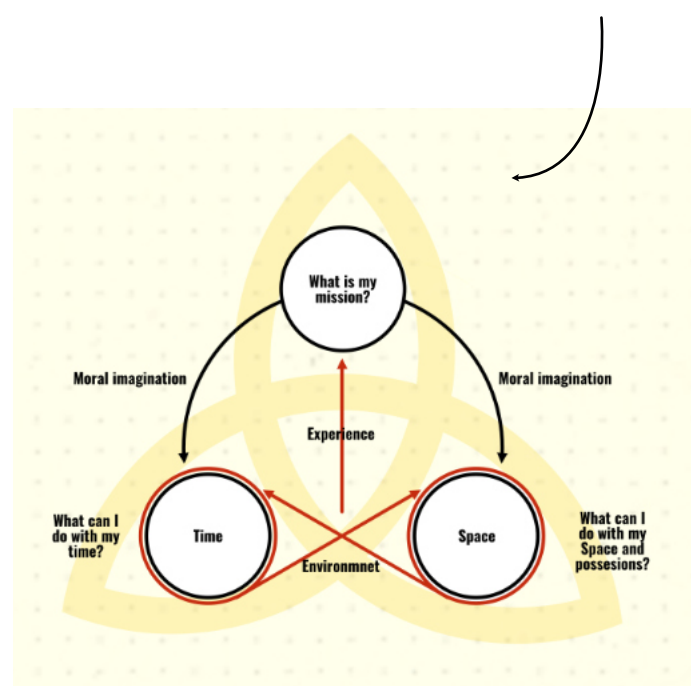 What is my
mission?
Moral imagination
Moral imagination
Experience
What can I
do with my
time?
Time
Space
What can I
do with my
Space and
possesions?
Environmnet